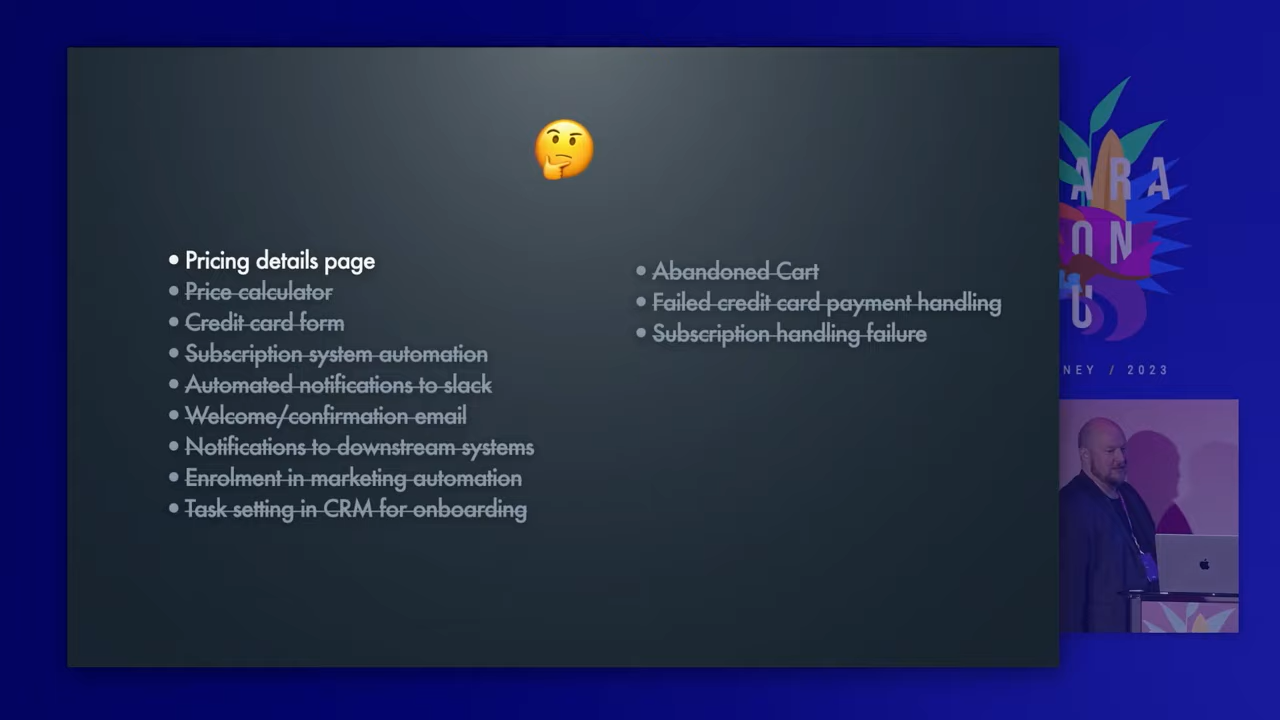 • Pricing details page
• Price calculator
• Credit card form
• Subscription system automation
• Automated notifications to slack
• Welcome/confirmation email
• Notifications to downstream systems
• Enrolment in marketing automation
• Task setting in CRM for onboarding
• Abandoned Cart
• Failed credit card payment handling
• Subscription handling failure
ARA
ON
U
NEY / 2023